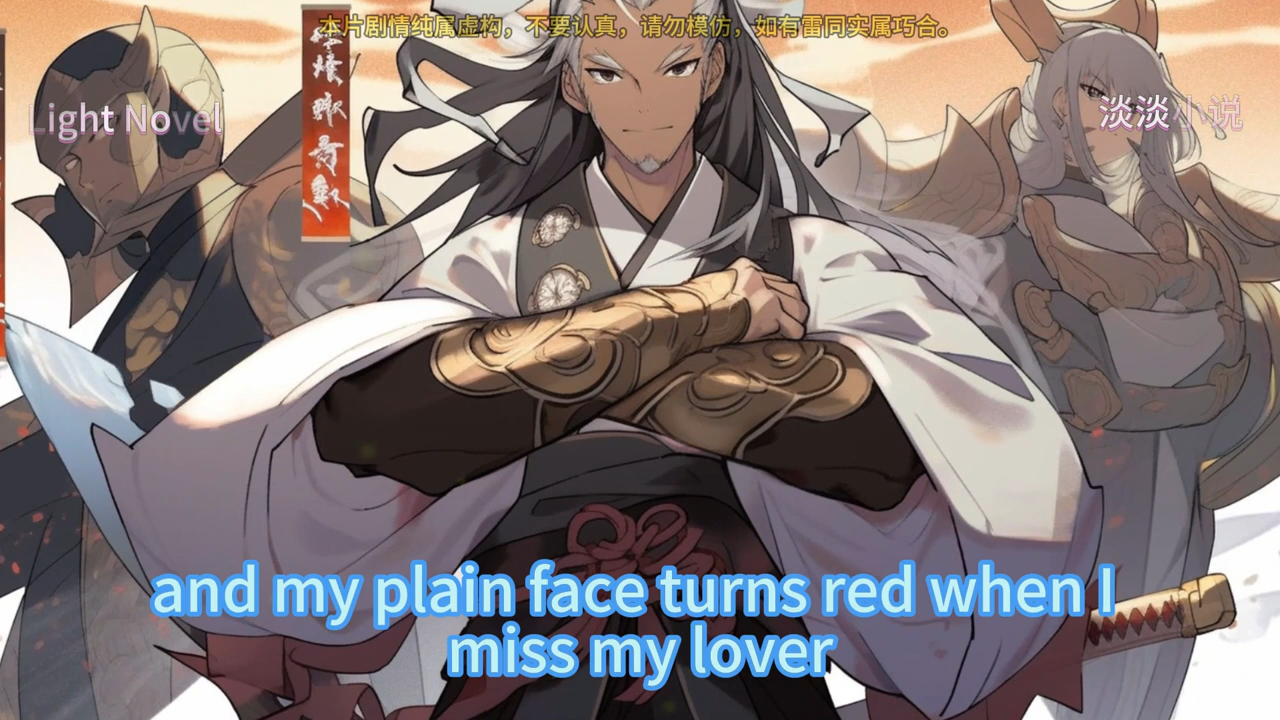 本片剧情纯属虚构，不要认真，请勿模仿，如有雷同实属巧合。
Light Novel
淡淡小说
and my plain face turns red when I
miss my lover